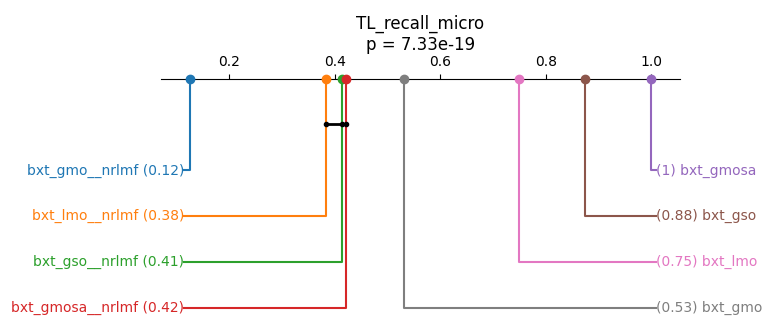 TL_recall_micro
p = 7.33e-19
0.2 0.4 0.6 0.8 1.0
bxt_gmo__nrlmf (0.12) (1) bxt_gmosa
bxt_lmo__nrlmf (0.38) (0.88) bxt_gso
bxt_gso__nrlmf (0.41) (0.75) bxt_lmo
bxt_gmosa__nrlmf (0.42) (0.53) bxt_gmo